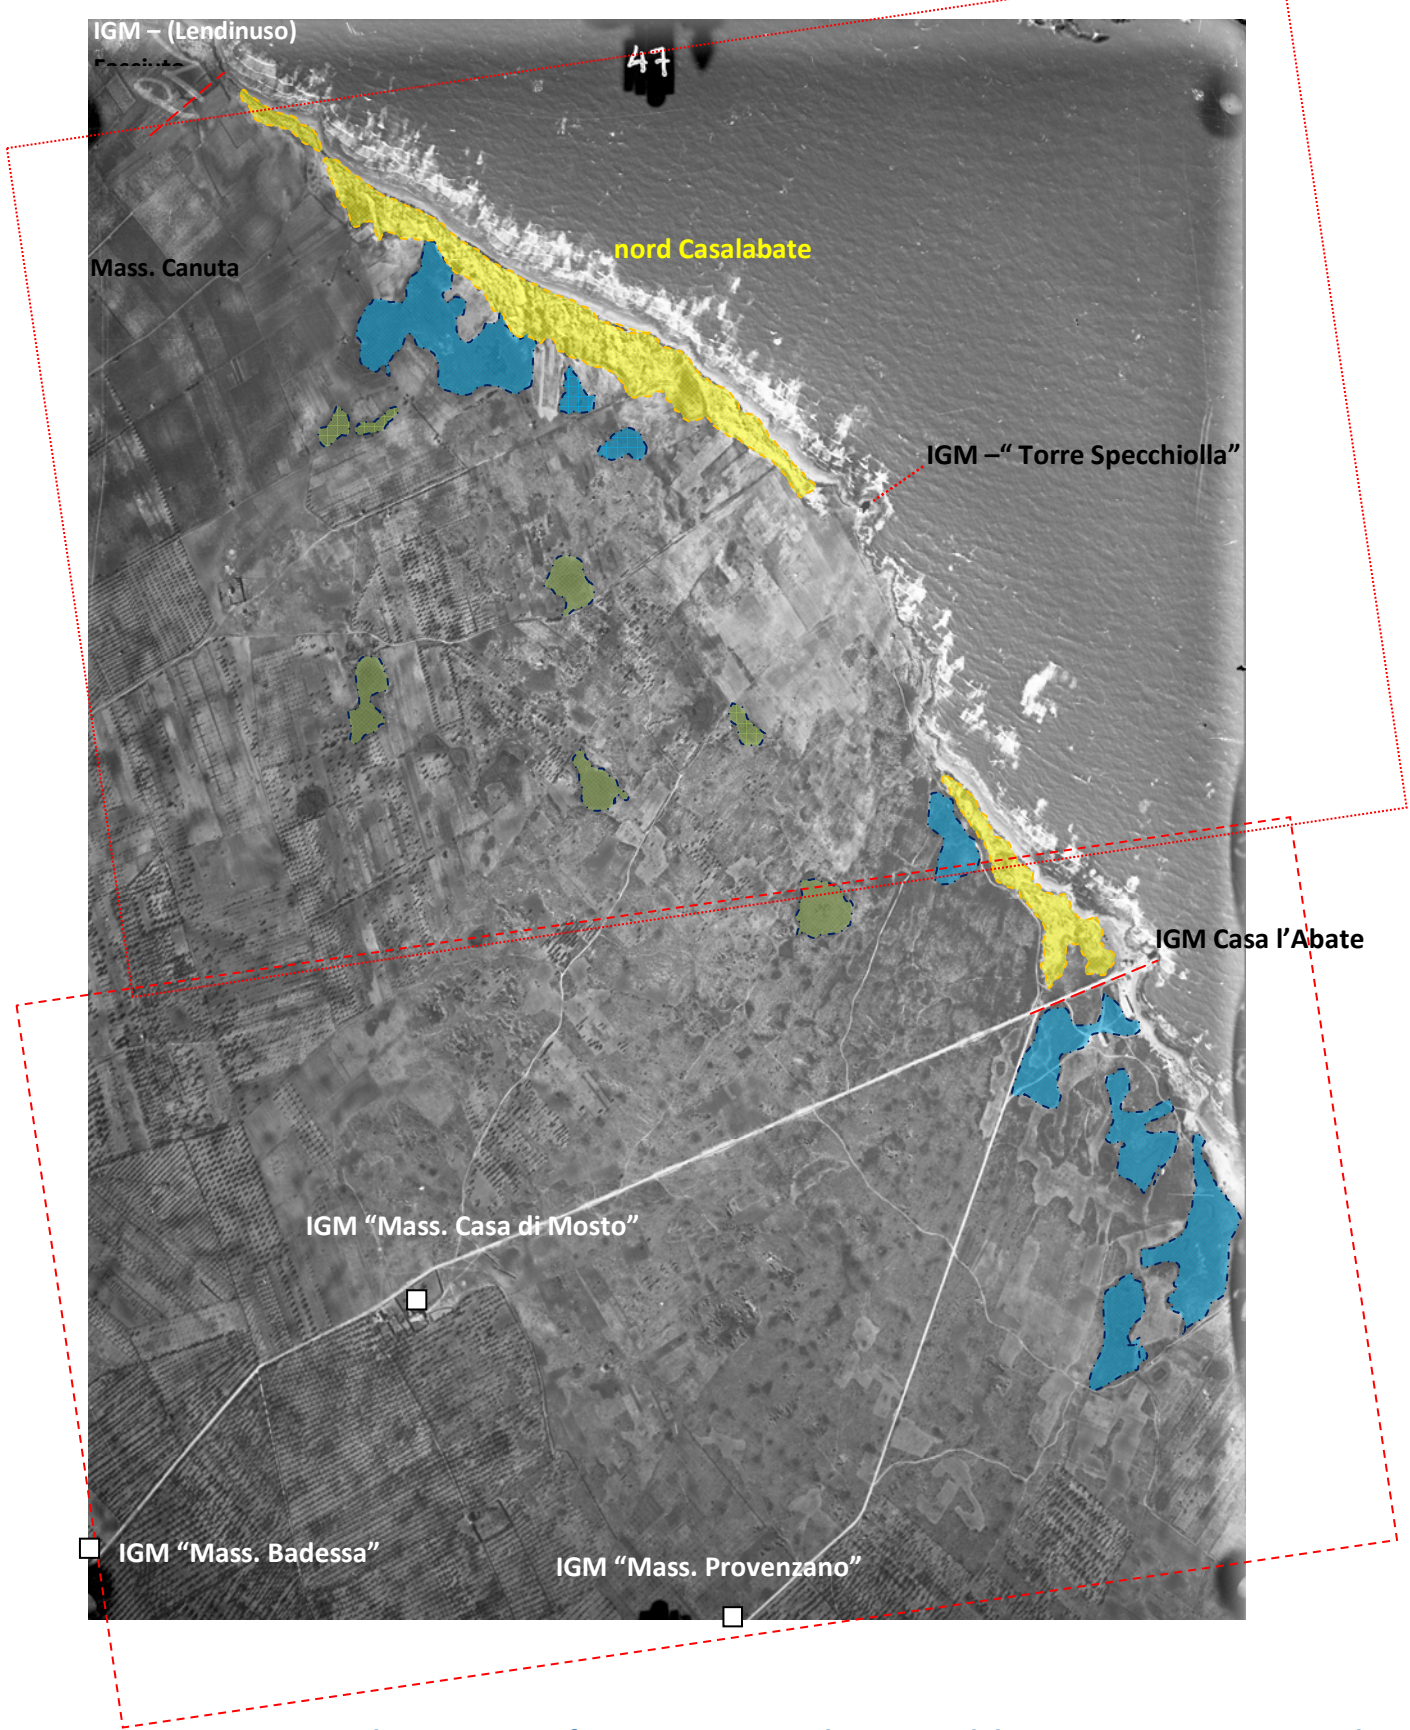 IGM – (Lendinuso)
Fasciuto
47
nord Casalabate
Mass. Canuta
IGM –“ Torre Specchiolla”
IGM Casa l’Abate
IGM “Mass. Casa di Mosto”
IGM “Mass. Badessa”
IGM “Mass. Provenzano”